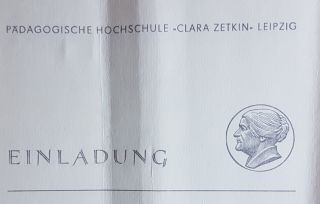 PÄDAGOGISCHE HOCHSCHULE »CLARA ZETKIN« LEIPZIG
EINLADUNG